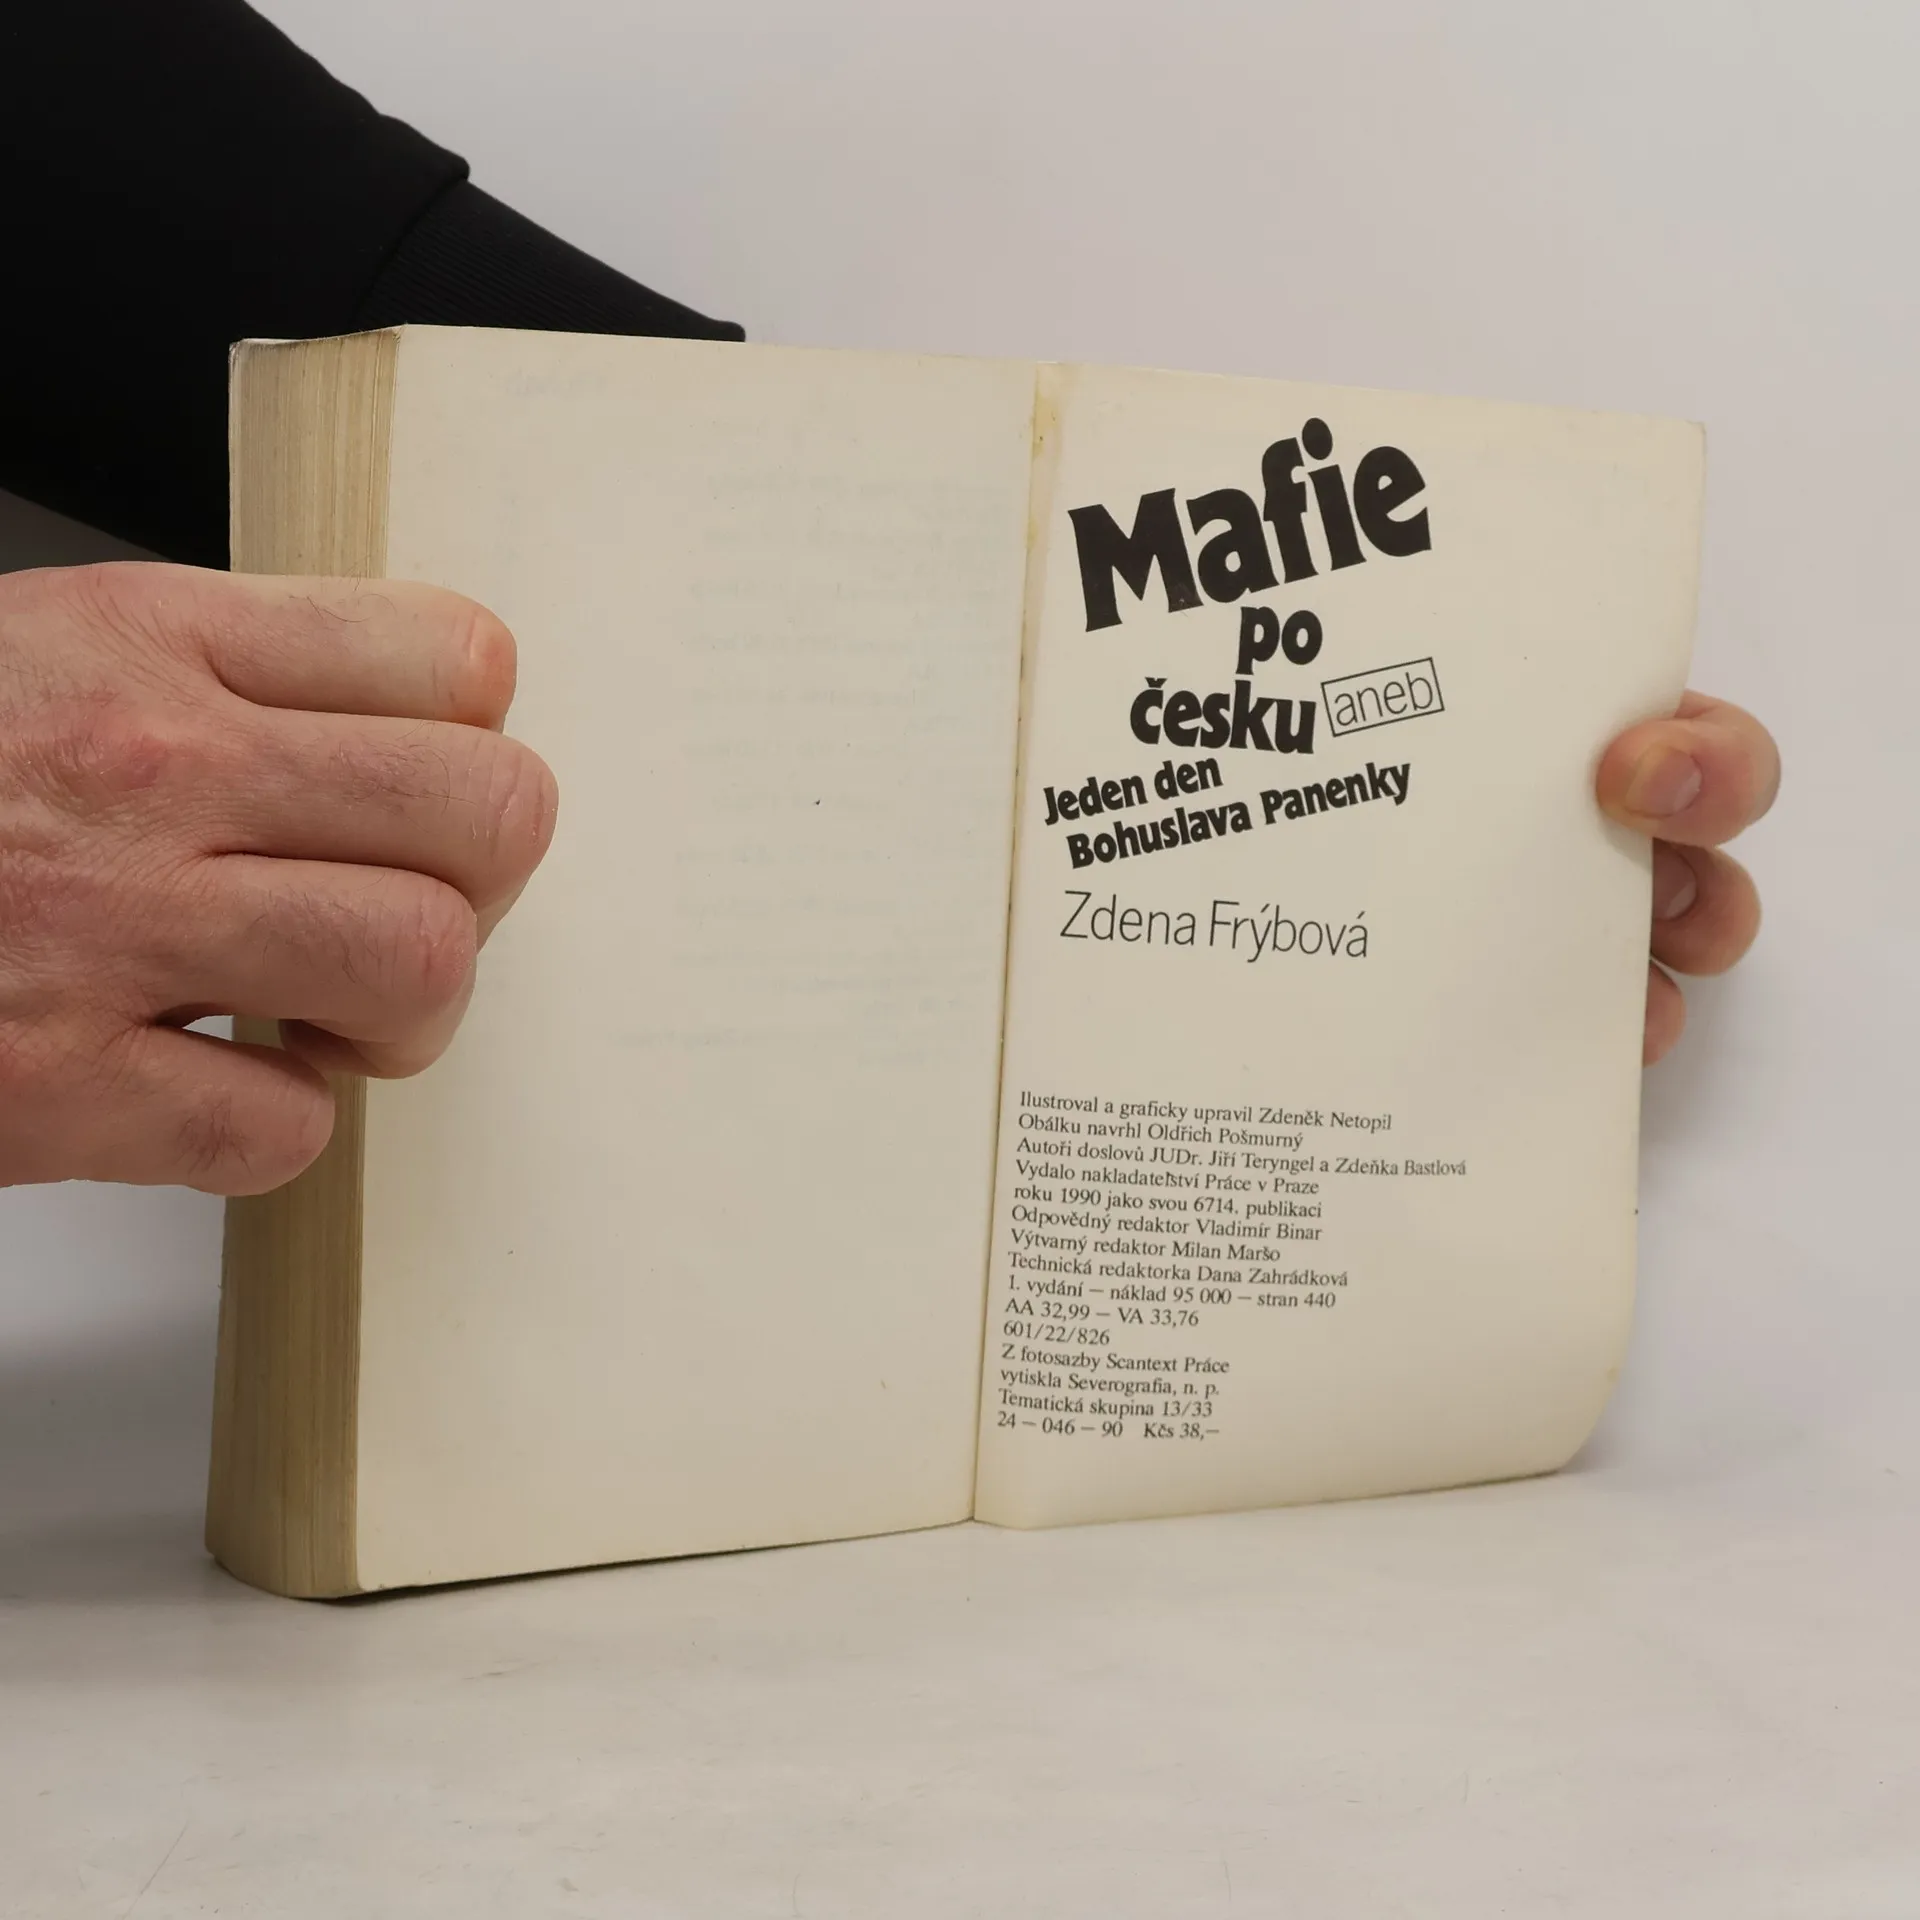 Mafie
po
česku aneb
Jeden den
Bohuslava Panenky
Zdena Frýbová
Ilustroval a graficky upravil Zdeněk Netopil
Obálku navrhl Oldřich Pošmurný
Autoři doslovů JUDr. Jiří Teryngel a Zdeňka Bastlová
Vydalo nakladatelství Práce v Praze
roku 1990 jako svou 6714. publikaci
Odpovědný redaktor Vladimír Binar
Výtvarný redaktor Milan Maršo
Technická redaktorka Dana Zahrádková
1. vydání — náklad 95 000 — stran 440
AA 32,99 — VA 33,76
601/22/826
Z fotosazby Scantext Práce
vytiskla Severografia, n. p.
Tematická skupina 13/33
24 — 046 — 90 Kčs 38,—